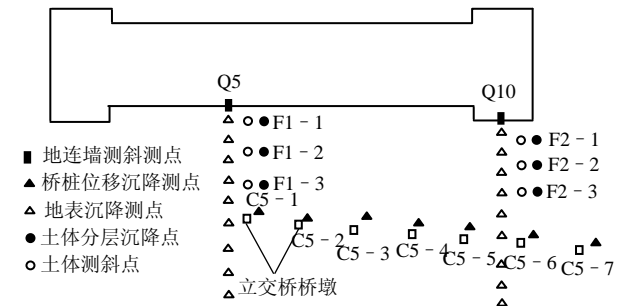 Q5
Q10
F1－1
F1－2
F1－3
F2－1
F2－2
F2－3
地连墙测斜测点
桥桩位移沉降测点
地表沉降测点
土体分层沉降点
土体测斜点
C5－1
C5－2
C5－3
C5－4
C5－5
C5－6
C5－7
立交桥桥墩